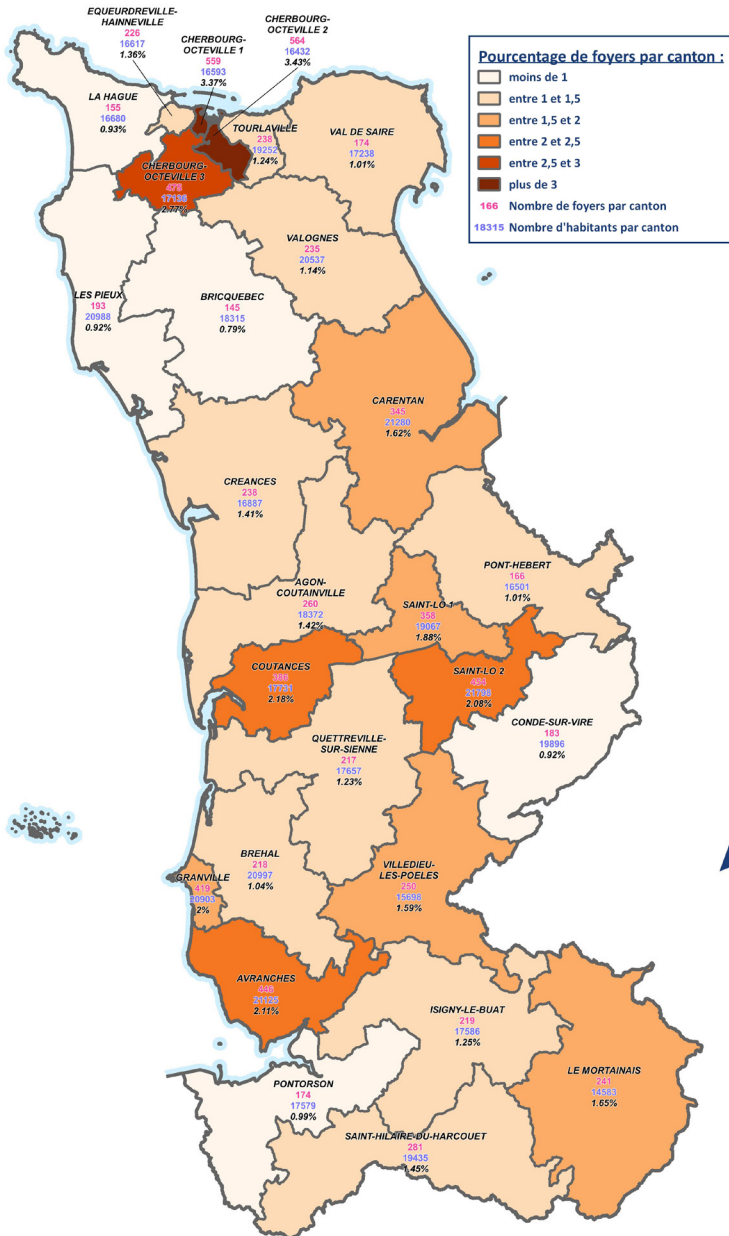 EQUEURDREVILLE-
HAINNEVILLE
226
16617
1.36%
CHERBOURG-
OCTEVILLE 1
559
16593
3.37%
CHERBOURG-
OCTEVILLE 2
564
16432
3.43%
Pourcentage de foyers par canton :
moins de 1
entre 1 et 1,5
entre 1,5 et 2
entre 2 et 2,5
entre 2,5 et 3
plus de 3
166 Nombre de foyers par canton
18315 Nombre d'habitants par canton
LA HAGUE
155
16680
0.93%
TOURLAVILLE
238
19252
1.24%
VAL DE SAIRE
174
17238
1.01%
CHERBOURG-
OCTEVILLE 3
475
17136
2.77%
VALOGNES
235
20537
1.14%
LES PIEUX
193
20988
0.92%
BRICQUEBEC
145
18315
0.79%
CARENTAN
345
21280
1.62%
CREANCES
238
16887
1.41%
PONT-HEBERT
166
16501
1.01%
AGON-
COUTAINVILLE
260
18372
1.42%
SAINT-LO 1
358
19067
1.88%
COUTANCES
386
17731
2.18%
SAINT-LO 2
454
21798
2.08%
CONDE-SUR-VIRE
183
19896
0.92%
QUETTREVILLE-
SUR-SIENNE
217
17657
1.23%
BREHAL
218
20997
1.04%
VILLEDIEU-
LES-POELES
250
15698
1.59%
GRANVILLE
419
20903
2%
AVRANCHES
446
21125
2.11%
ISIGNY-LE-BUAT
219
17586
1.25%
LE MORTAINAIS
241
14583
1.65%
PONTORSON
174
17579
0.99%
SAINT-HILAIRE-DU-HARCOUET
281
19435
1.45%